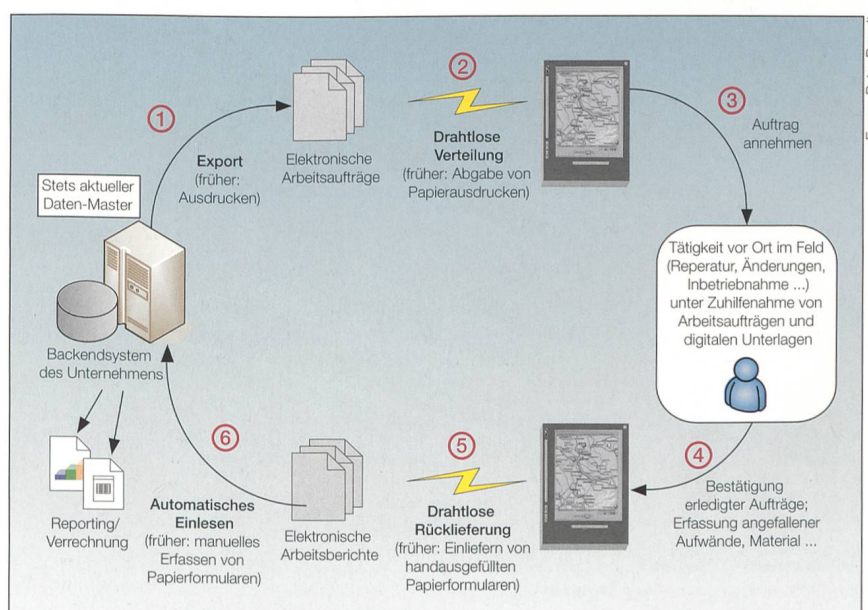 ①
Export
(früher:
Ausdrucken)
Elektronische
Arbeitsaufträge
②
Drahtlose
Verteilung
(früher: Abgabe von
Papierausdrucken)
③
Auftrag
annehmen
Stets aktueller
Daten-Master
Backendsystem
des Unternehmens
Tätigkeit vor Ort im Feld
(Reperatur, Änderungen,
Inbetriebnahme ...)
unter Zuhilfenahme von
Arbeitsaufträgen und
digitalen Unterlagen
④
Bestätigung
erledigter Aufträge;
Erfassung angefallener
Aufwände, Material ...
⑤
Drahtlose
Rücklieferung
(früher: Einliefern von
handausgefüllten
Papierformularen)
Elektronische
Arbeitsberichte
⑥
Automatisches
Einlesen
(früher: manuelles
Erfassen von
Papierformularen)
Reporting/
Verrechnung